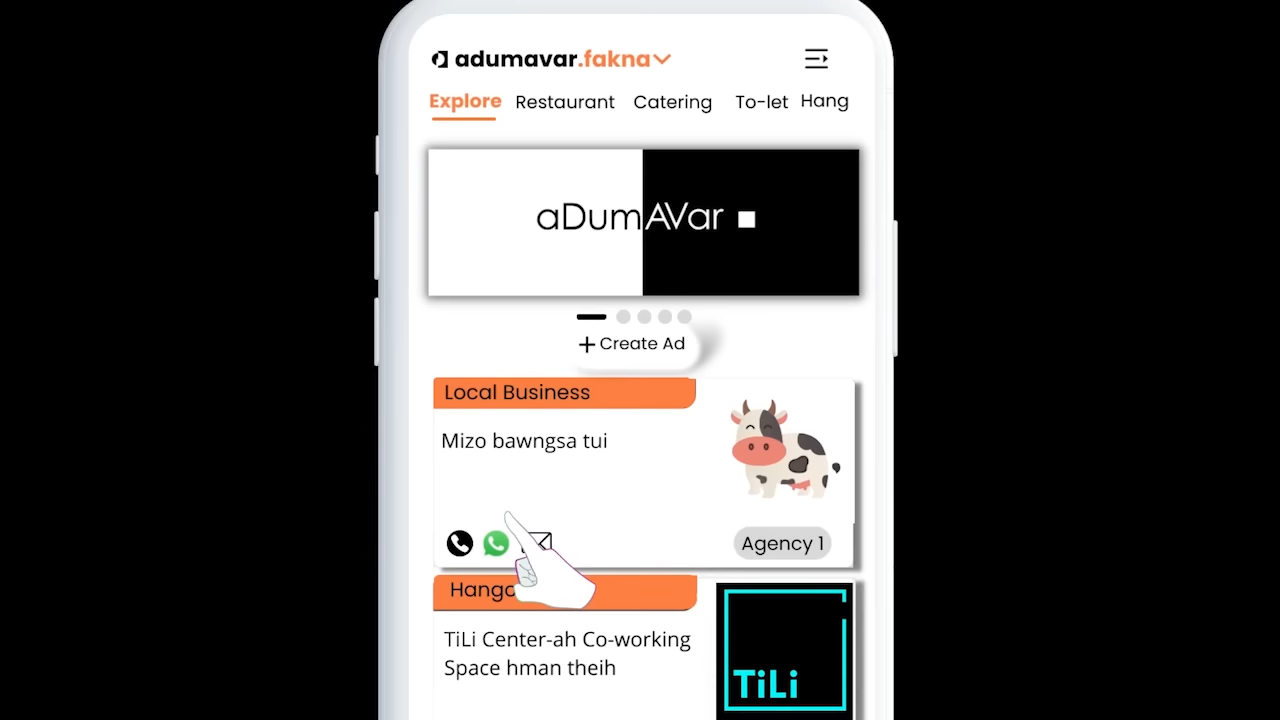 adumavar.fakna
Explore Restaurant Catering To-let Hang
aDumAVar
+ Create Ad
Local Business
Mizo bawngsa tui
Agency 1
TiLi Center-ah Co-working
Space hman theih
TiLi